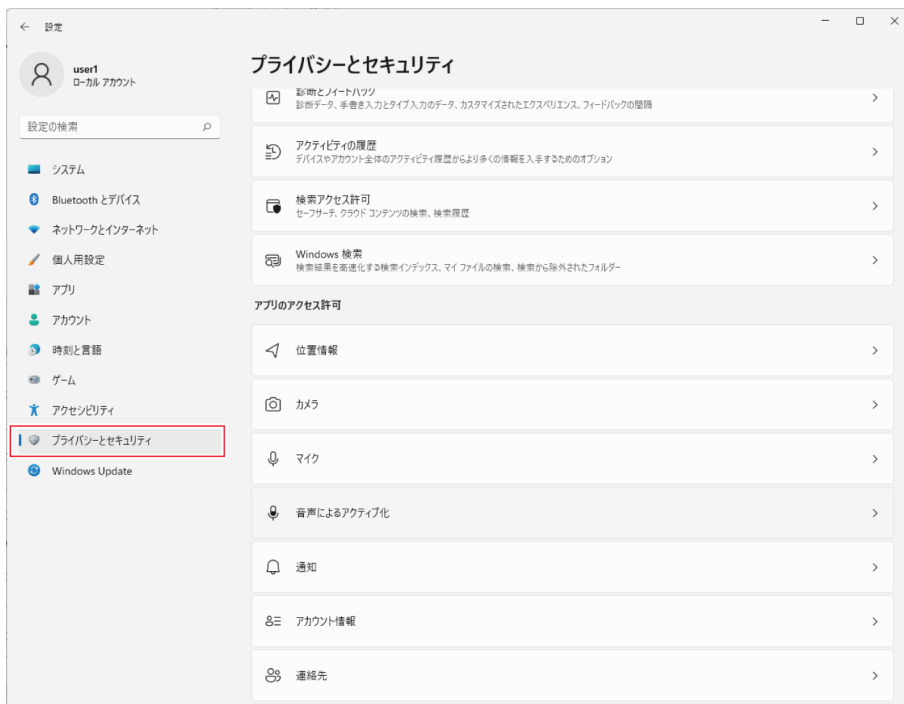 設定
user1
ローカル アカウント
設定の検索
システム
Bluetooth とデバイス
ネットワークとインターネット
個人用設定
アプリ
アカウント
時刻と言語
ゲーム
アクセシビリティ
プライバシーとセキュリティ
Windows Update
プライバシーとセキュリティ
診断とフィードバック
診断データ、手書き入力とタイプ入力のデータ、カスタマイズされたエクスペリエンス、フィードバックの間隔
アクティビティの履歴
デバイスやアカウント全体のアクティビティ履歴からより多くの情報を入手するためのオプション
検索アクセス許可
セーフサーチ、クラウド コンテンツの検索、検索履歴
Windows 検索
検索結果を高速化する検索インデックス、マイ ファイルの検索、検索から除外されたフォルダー
アプリのアクセス許可
位置情報
カメラ
マイク
音声によるアクティブ化
通知
アカウント情報
連絡先